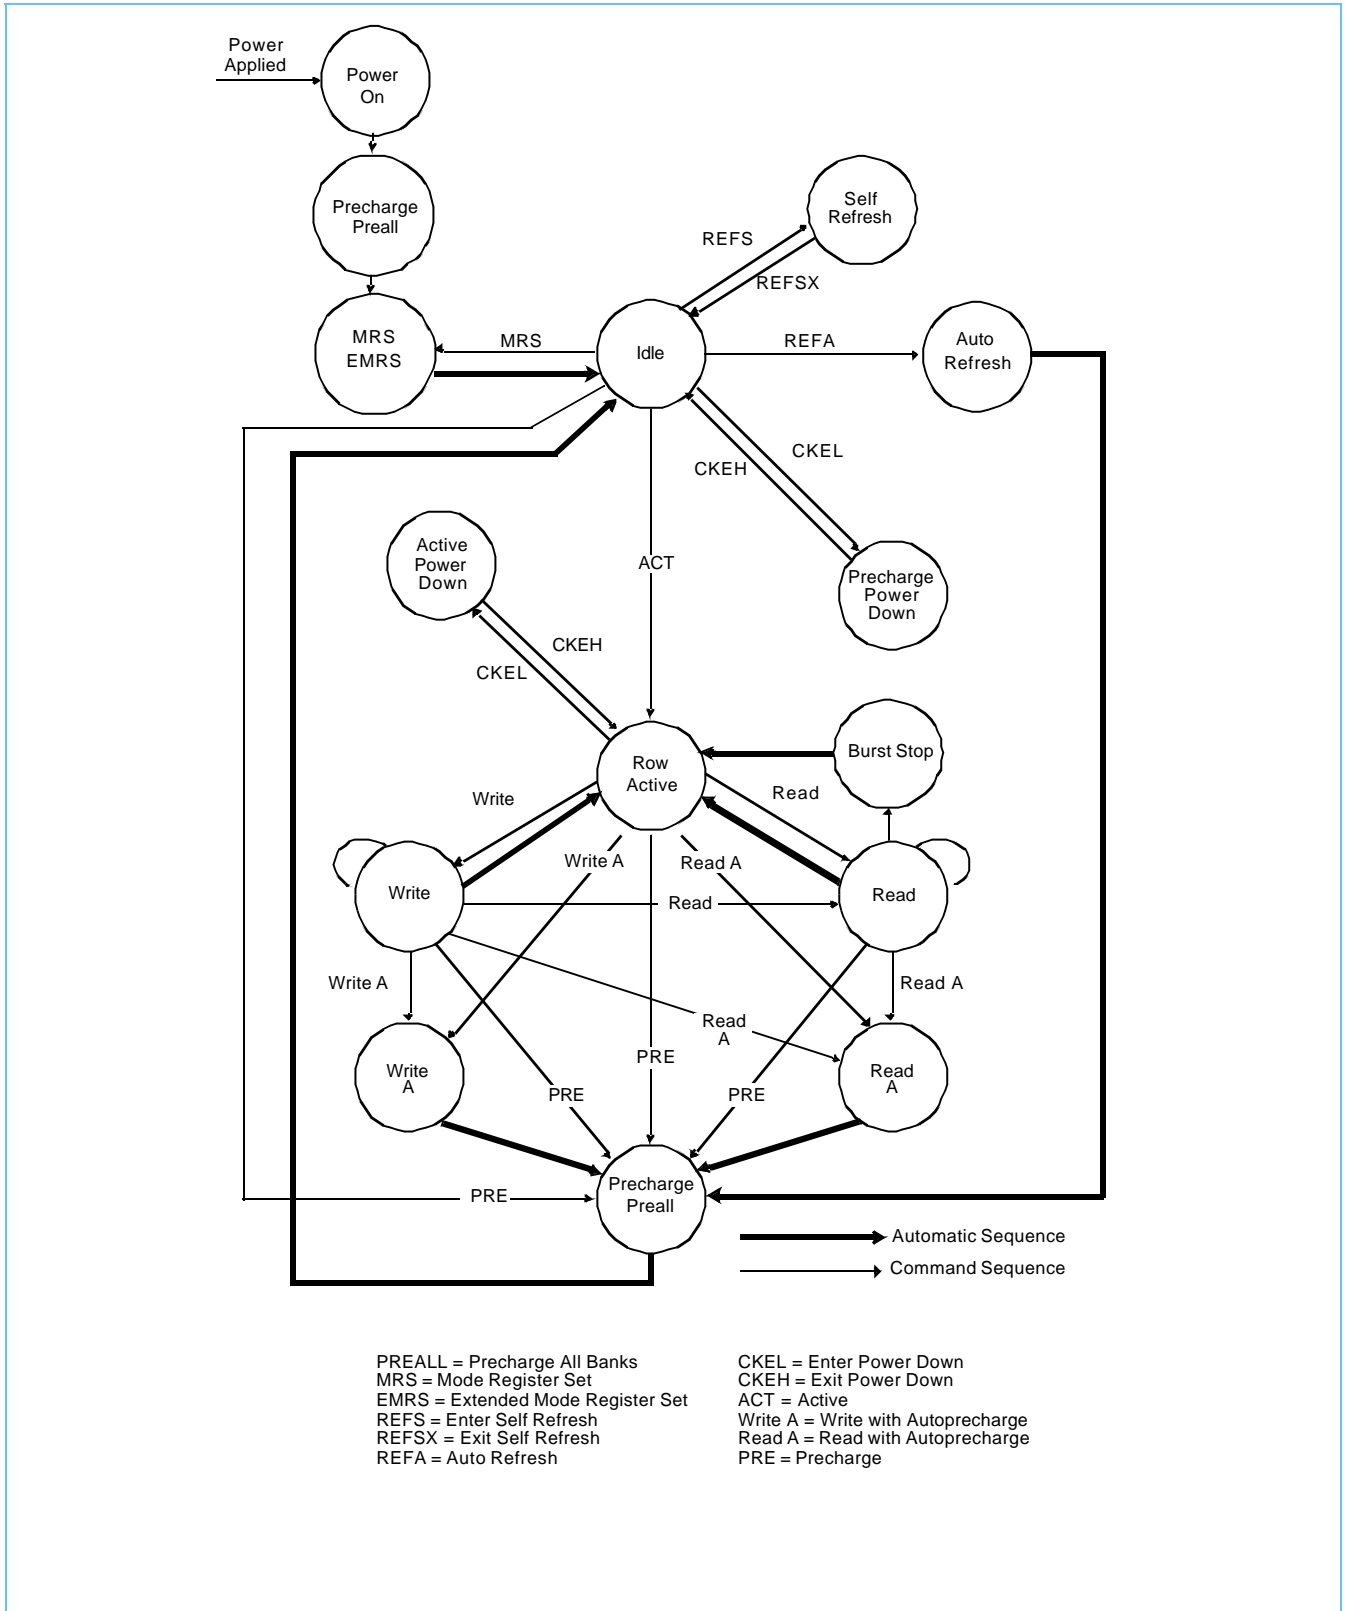 Power
Applied
Power
On
Precharge
Preall
Self
Refresh
REFS
REFSX
MRS
EMRS
MRS
Idle
REFA
Auto
Refresh
CKEL
CKEH
Active
Power
Down
ACT
Precharge
Power
Down
CKEH
CKEL
Row
Active
Burst Stop
Write
Read
Write A
Read A
Write
Read
Read
Write A
Read A
Read
A
Write
A
PRE
Read
A
PRE
PRE
Precharge
Preall
PRE
Automatic Sequence
Command Sequence
PREALL = Precharge All Banks
MRS = Mode Register Set
EMRS = Extended Mode Register Set
REFS = Enter Self Refresh
REFSX = Exit Self Refresh
REFA = Auto Refresh
CKEL = Enter Power Down
CKEH = Exit Power Down
ACT = Active
Write A = Write with Autoprecharge
Read A = Read with Autoprecharge
PRE = Precharge